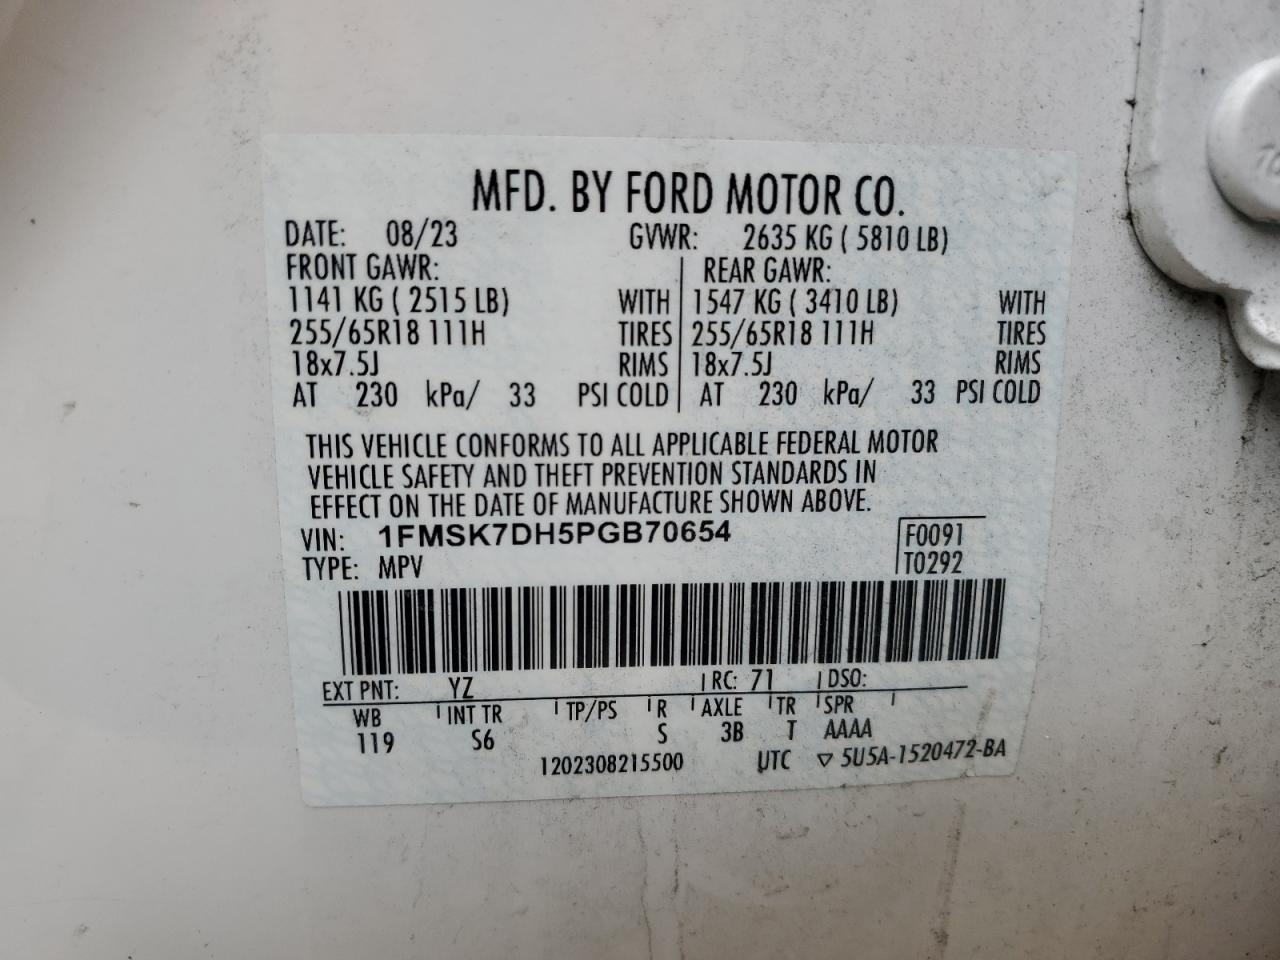 MFD. BY FORD MOTOR CO.
DATE: 08/23 GVWR: 2635 KG ( 5810 LB)
FRONT GAWR: REAR GAWR:
1141 KG ( 2515 LB) WITH 1547 KG ( 3410 LB) WITH
255/65R18 111H TIRES 255/65R18 111H TIRES
18x7.5J RIMS 18x7.5J RIMS
AT 230 kPa/ 33 PSI COLD AT 230 kPa/ 33 PSI COLD
THIS VEHICLE CONFORMS TO ALL APPLICABLE FEDERAL MOTOR
VEHICLE SAFETY AND THEFT PREVENTION STANDARDS IN
EFFECT ON THE DATE OF MANUFACTURE SHOWN ABOVE.
VIN: 1FMSK7DH5PGB70654 F0091
TYPE: MPV T0292
EXT PNT: YZ RC: 71 DSO:
WB INT TR TP/PS R AXLE TR SPR
119 S6 S 3B T AAAA
1202308215500 UTC ▽ 5U5A-1520472-BA